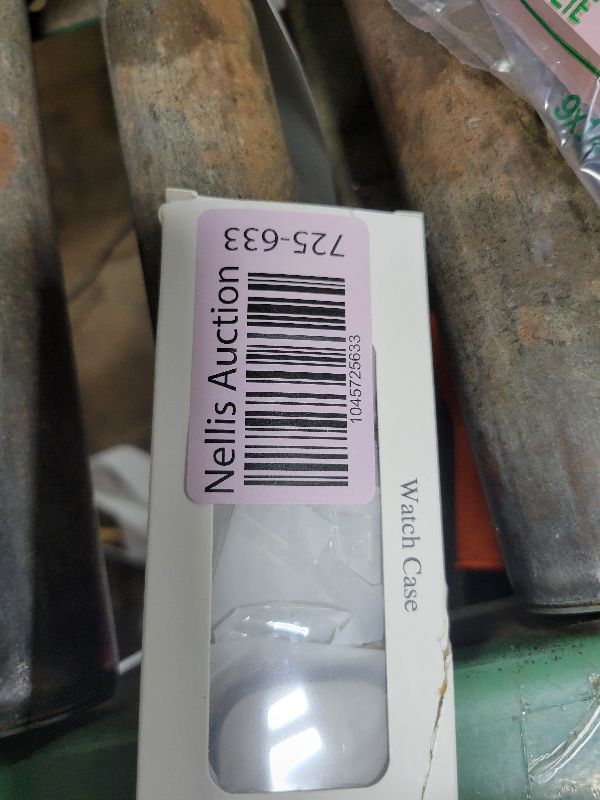 725-633
Nellis Auction
1045725633
Watch Case